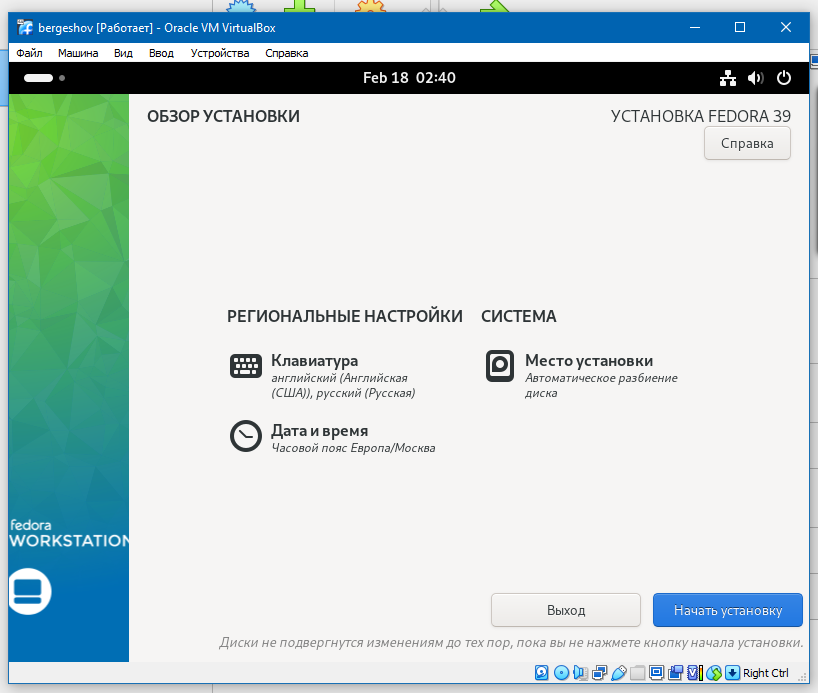 bergeshov [Работает] - Oracle VM VirtualBox
Файл Машина Вид Ввод Устройства Справка
Feb 18 02:40
ОБЗОР УСТАНОВКИ
УСТАНОВКА FEDORA 39
Справка
РЕГИОНАЛЬНЫЕ НАСТРОЙКИ
Клавиатура
английский (Английская
(США)), русский (Русская)
Дата и время
Часовой пояс Европа/Москва
СИСТЕМА
Место установки
Автоматическое разбиение
диска
fedora
WORKSTATION
Выход
Начать установку
Диски не подвергнутся изменениям до тех пор, пока вы не нажмете кнопку начала установки.
Right Ctrl